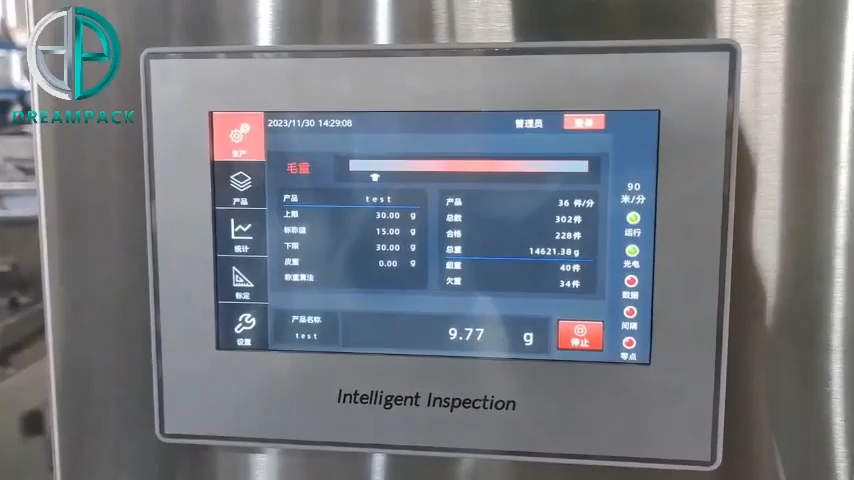 DREAMPACK
2023/11/30 14:29:08 管理员 登录
生产
产品
统计
标定
设置
毛重
产品 test
上限 30.00 g
标称值 15.00 g
下限 30.00 g
皮重 0.00 g
称重算法
产品 36 件/分
总数 302件
合格 228件
总重 14621.38g
超重 40件
欠重 34件
产品名称
test
9.77 g
停止
90
米/分
运行
光电
数据
间隔
零点
Intelligent Inspection